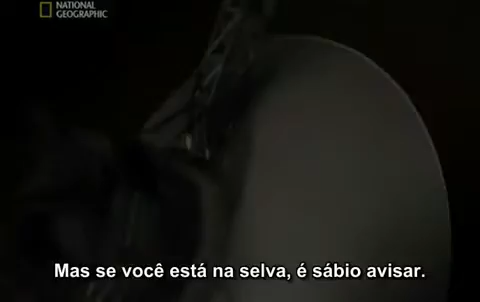 NATIONAL
GEOGRAPHIC
Mas se você está na selva, é sábio avisar.